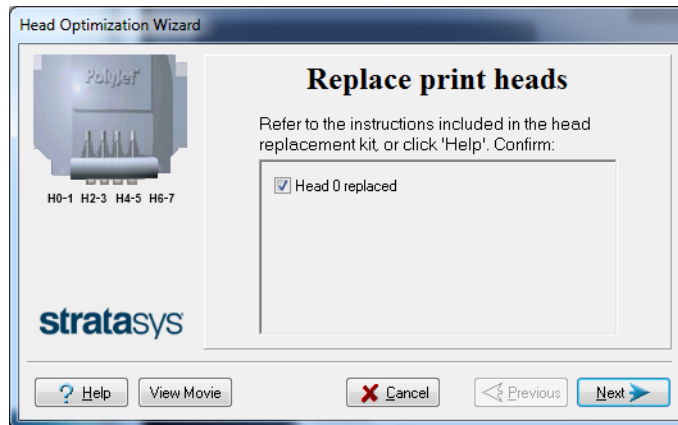 Head Optimization Wizard
PolyJet
H0-1 H2-3 H4-5 H6-7
stratasys
Replace print heads
Refer to the instructions included in the head
replacement kit, or click 'Help'. Confirm:
Head 0 replaced
? Help
View Movie
Cancel
Previous
Next